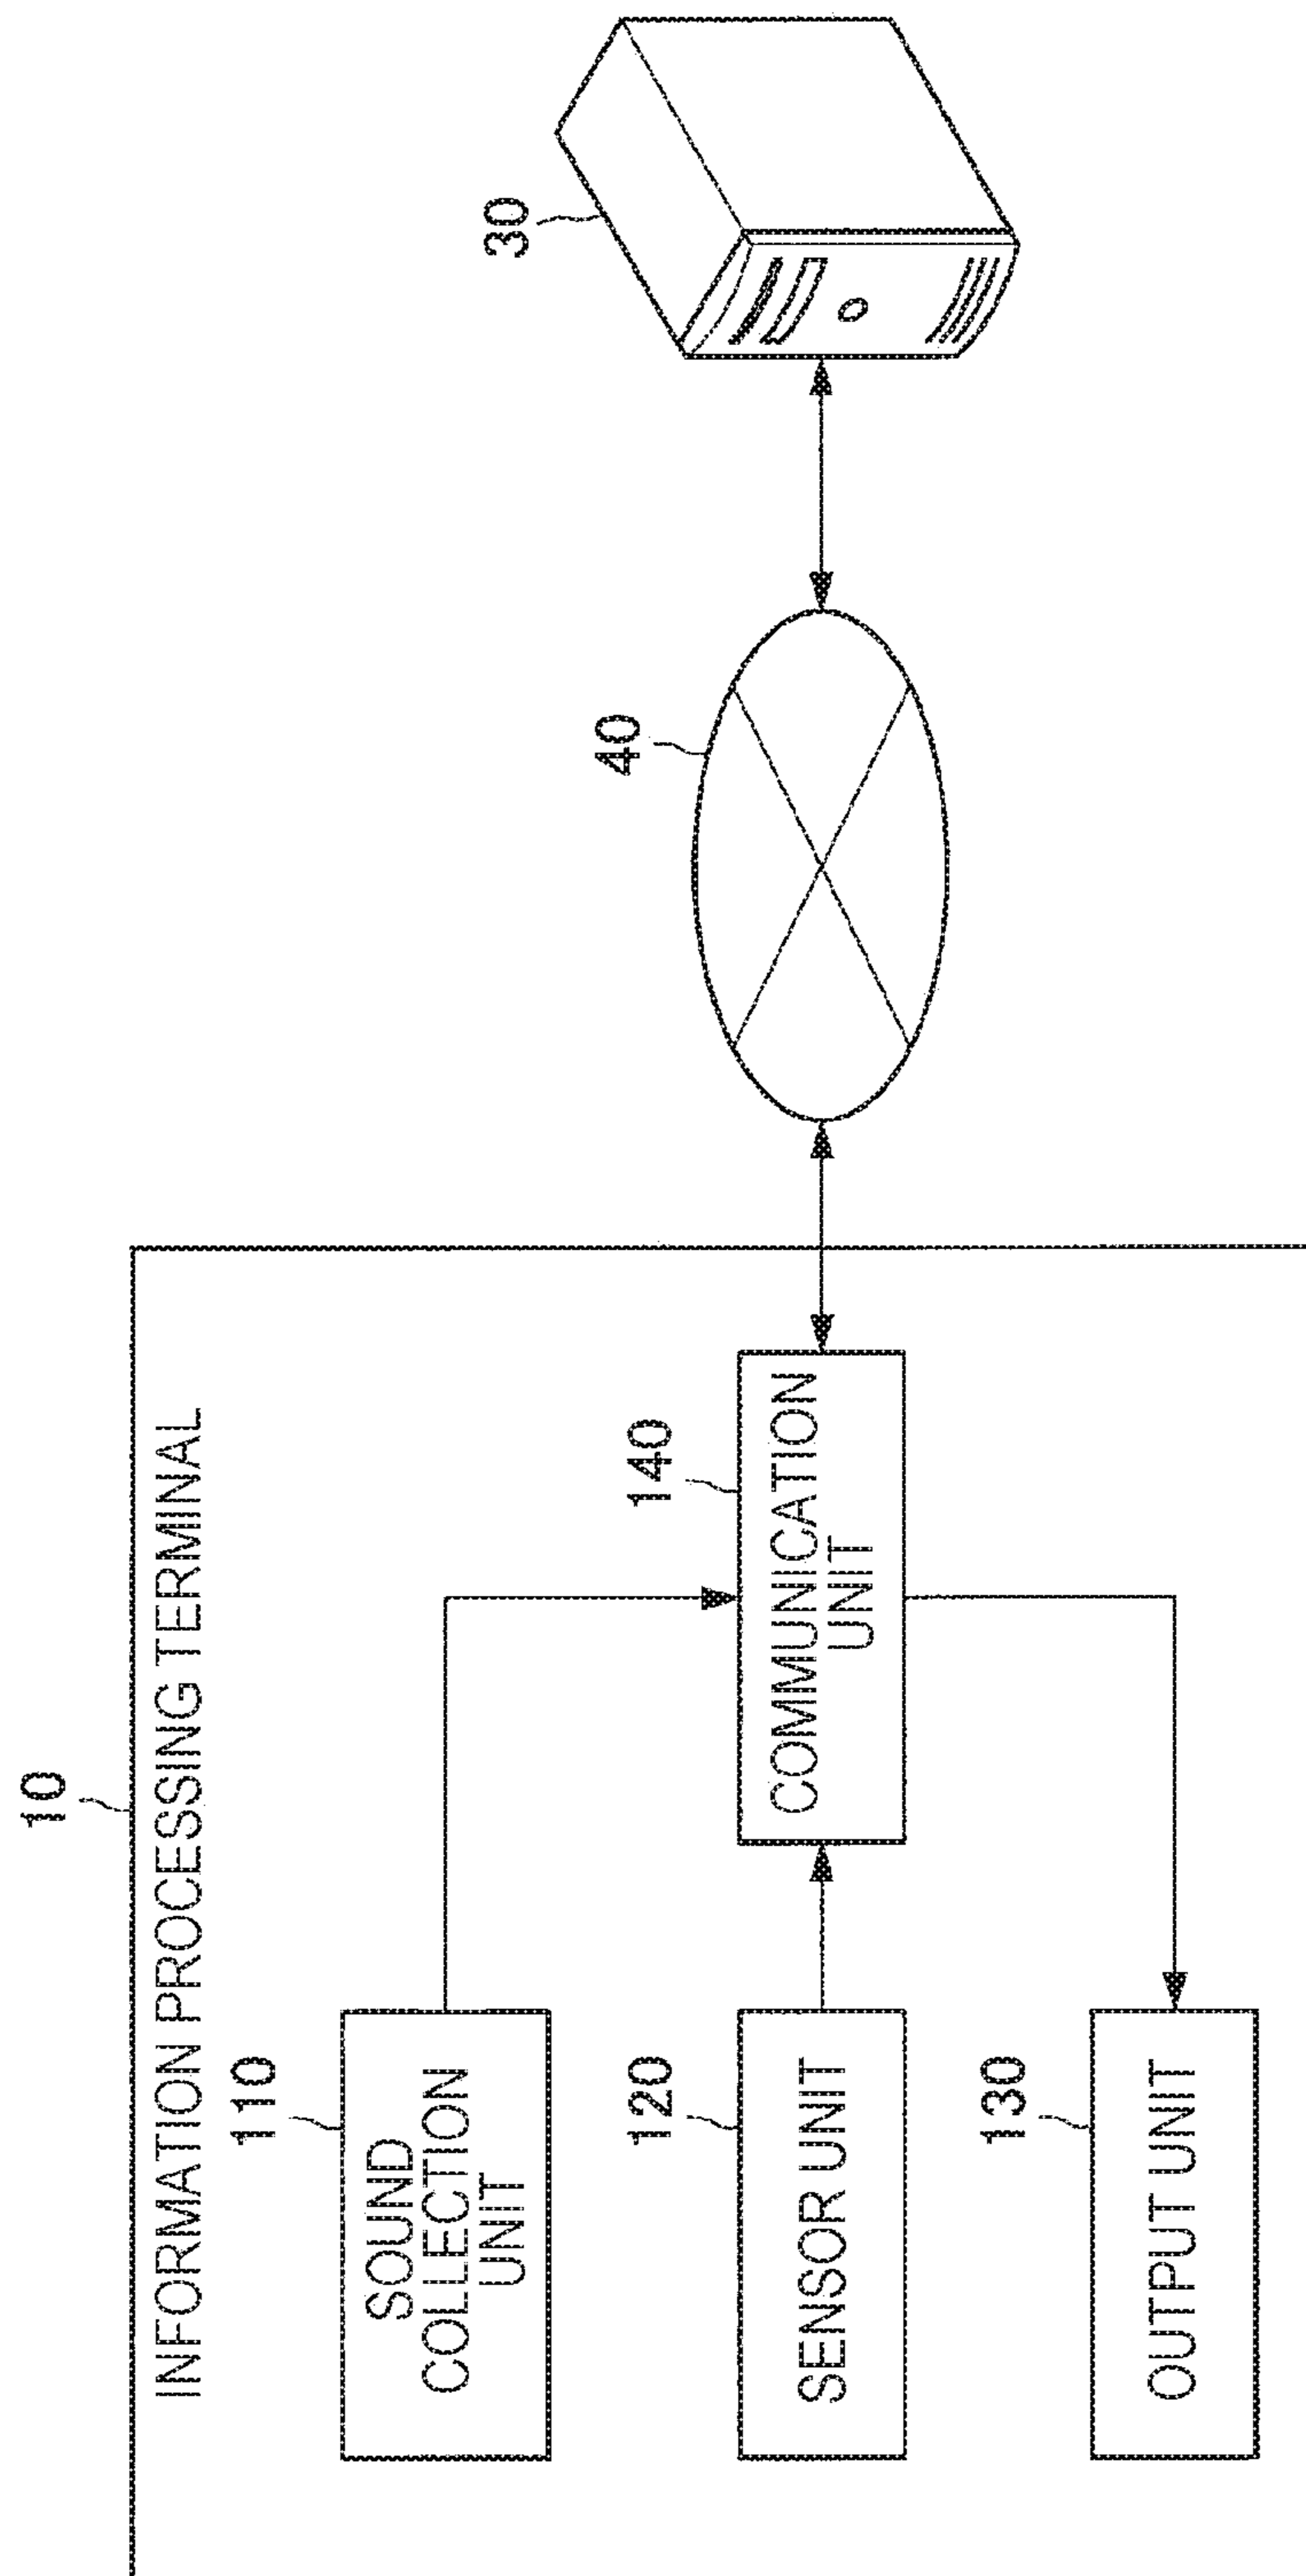 10
INFORMATION PROCESSING TERMINAL
110
SOUND
COLLECTION
UNIT
120
SENSOR UNIT
130
OUTPUT UNIT
140
COMMUNICATION
UNIT
40
30